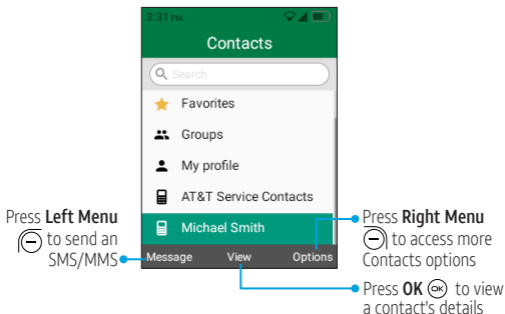 3:31 PM
Contacts
Search
Favorites
Groups
My profile
AT&T Service Contacts
Michael Smith
Message View Options
Press Left Menu
to send an
SMS/MMS
Press Right Menu
to access more
Contacts options
Press OK OK to view
a contact's details